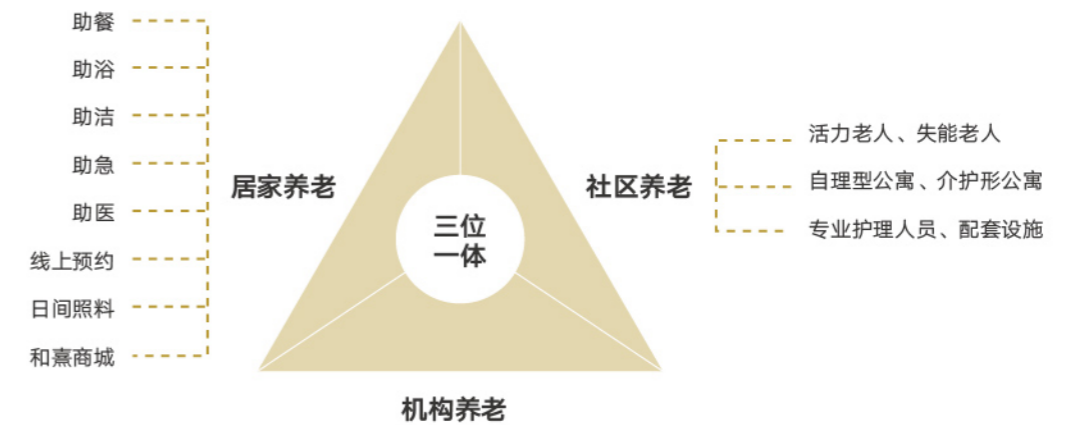 助餐
助浴
助洁
助急
助医
线上预约
日间照料
和熹商城
居家养老
三位
一体
社区养老
活力老人、失能老人
自理型公寓、介护形公寓
专业护理人员、配套设施
机构养老